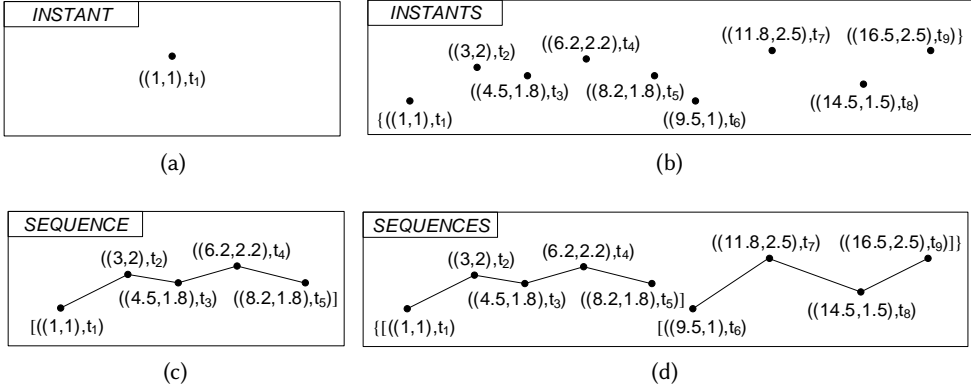 INSTANT
((1,1),t₁)
(a)
INSTANTS
((11.8,2.5),t₇) ((16.5,2.5),t₉)}
((3,2),t₂) ((6.2,2.2),t₄)
((4.5,1.8),t₃) ((8.2,1.8),t₅)
((14.5,1.5),t₈)
{((1,1),t₁ ((9.5,1),t₆)
(b)
SEQUENCE
((6.2,2.2),t₄)
((3,2),t₂)
((4.5,1.8),t₃) ((8.2,1.8),t₅)]
[((1,1),t₁)
(c)
SEQUENCES
((6.2,2.2),t₄) ((11.8,2.5),t₇) ((16.5,2.5),t₉)]}
((3,2),t₂)
((4.5,1.8),t₃) ((8.2,1.8),t₅)]
((14.5,1.5),t₈)
{[((1,1),t₁ [((9.5,1),t₆)
(d)